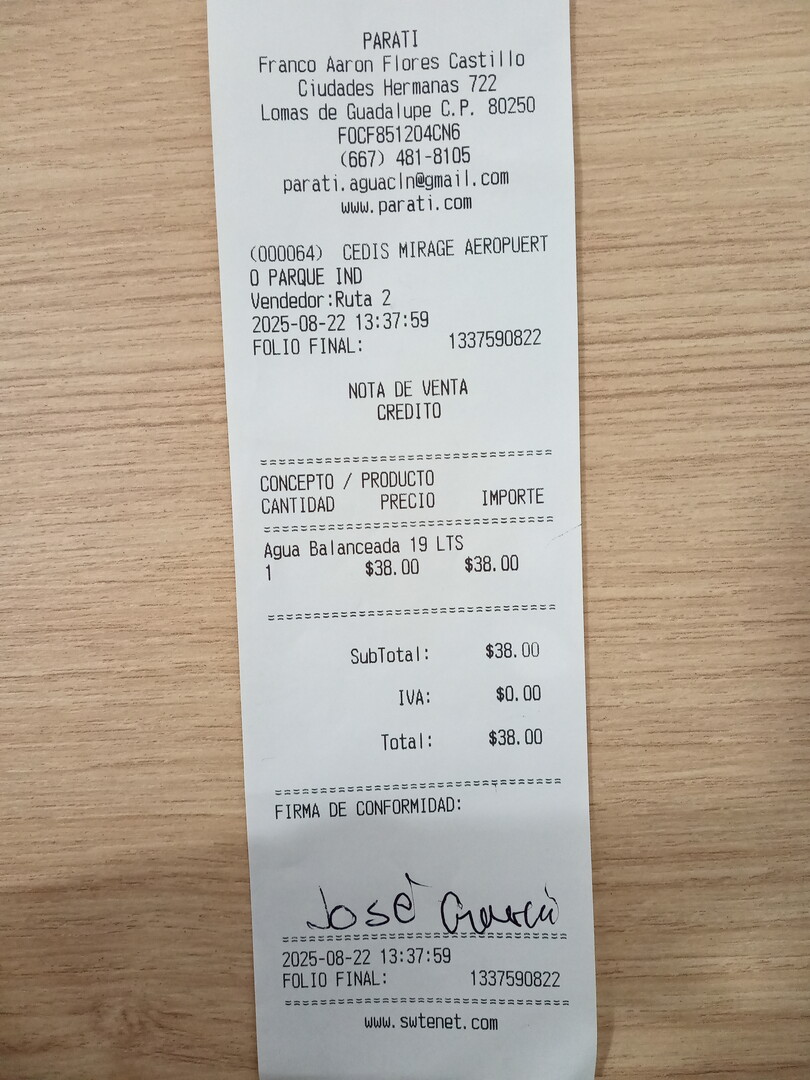 PARATI
Franco Aaron Flores Castillo
Ciudades Hermanas 722
Lomas de Guadalupe C.P. 80250
FOCF851204CN6
(667) 481-8105
parati.aguacln@gmail.com
www.parati.com
(000064) CEDIS MIRAGE AEROPUERT
O PARQUE IND
Vendedor:Ruta 2
2025-08-22 13:37:59
FOLIO FINAL: 1337590822
NOTA DE VENTA
CREDITO
================================
CONCEPTO / PRODUCTO
CANTIDAD PRECIO IMPORTE
================================
Agua Balanceada 19 LTS
1 $38.00 $38.00
================================
SubTotal: $38.00
IVA: $0.00
Total: $38.00
================================
FIRMA DE CONFORMIDAD:
José García
================================
2025-08-22 13:37:59
FOLIO FINAL: 1337590822
================================
www.swtenet.com